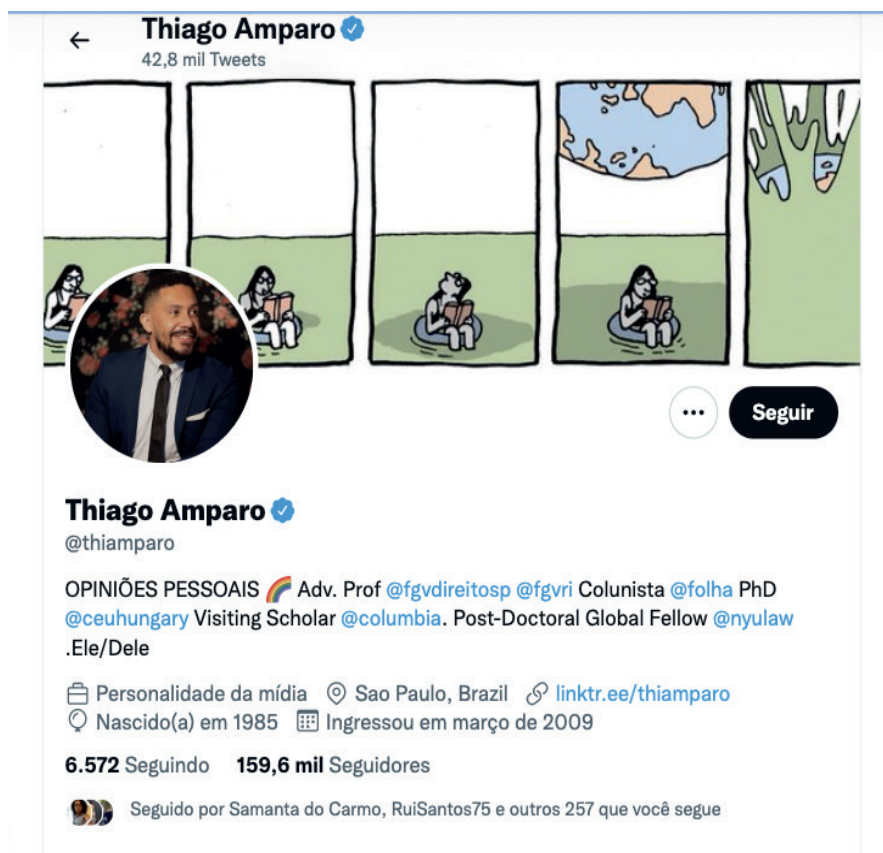 Thiago Amparo
42,8 mil Tweets
Seguir
Thiago Amparo
@thiamparo
OPINIÕES PESSOAIS 🌈 Adv. Prof @fgvdireitosp @fgvri Colunista @folha PhD
@ceuhungary Visiting Scholar @columbia. Post-Doctoral Global Fellow @nyulaw
.Ele/Dele
Personalidade da mídia Sao Paulo, Brazil linktr.ee/thiamparo
Nascido(a) em 1985 Ingressou em março de 2009
6.572 Seguindo 159,6 mil Seguidores
Seguido por Samanta do Carmo, RuiSantos75 e outros 257 que você segue